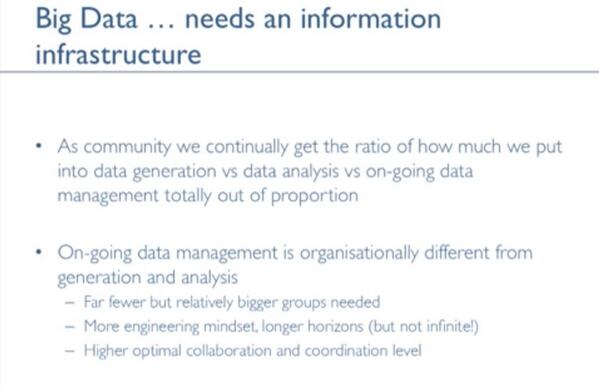 Big Data … needs an information
infrastructure
• As community we continually get the ratio of how much we put
into data generation vs data analysis vs on-going data
management totally out of proportion
• On-going data management is organisationally different from
generation and analysis
– Far fewer but relatively bigger groups needed
– More engineering mindset, longer horizons (but not infinite!)
– Higher optimal collaboration and coordination level